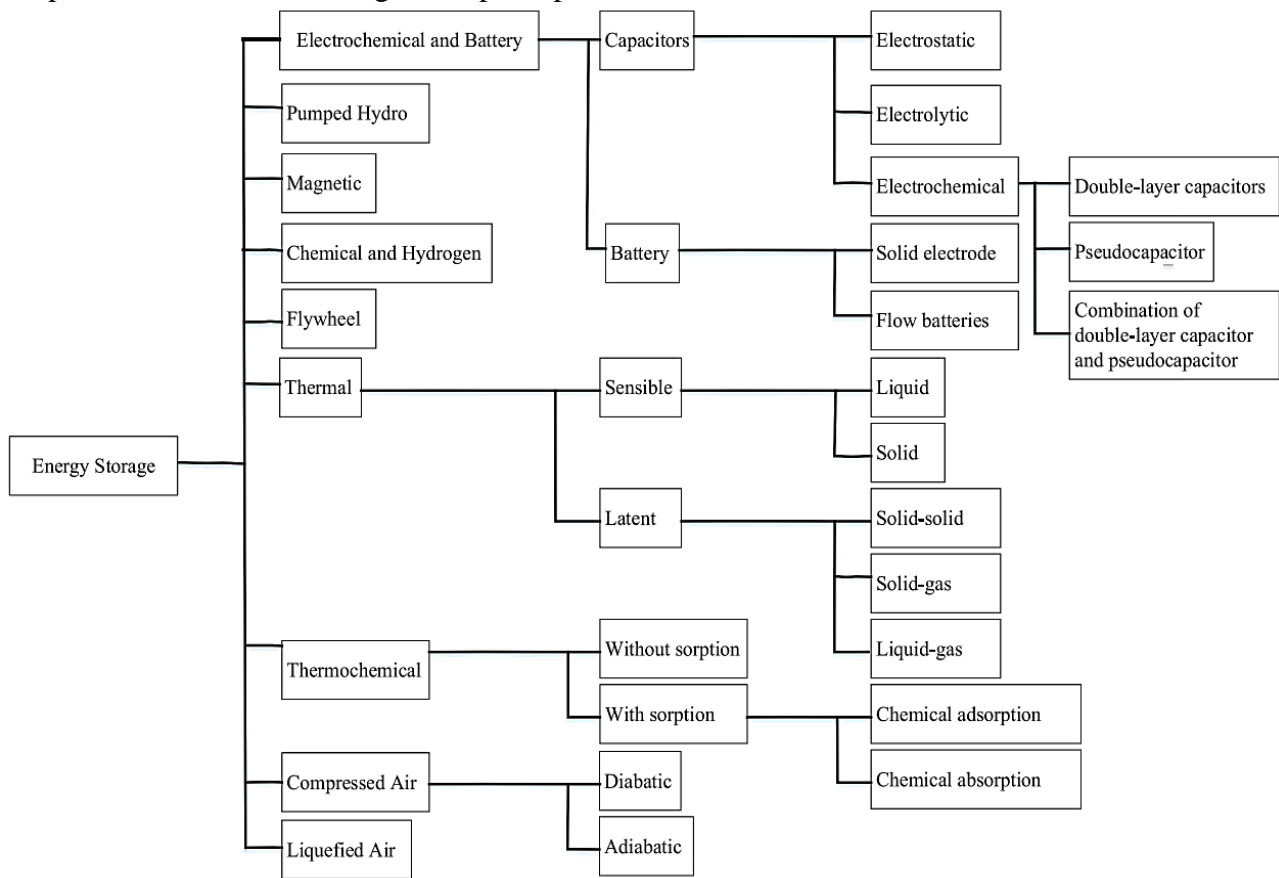 Electrochemical and Battery
Capacitors
Electrostatic
Pumped Hydro
Electrolytic
Magnetic
Electrochemical
Double-layer capacitors
Chemical and Hydrogen
Battery
Solid electrode
Pseudocapacitor
Flywheel
Flow batteries
Combination of
double-layer capacitor
and pseudocapacitor
Thermal
Sensible
Liquid
Energy Storage
Solid
Latent
Solid-solid
Solid-gas
Thermochemical
Without sorption
Liquid-gas
With sorption
Chemical adsorption
Compressed Air
Diabatic
Chemical absorption
Liquefied Air
Adiabatic